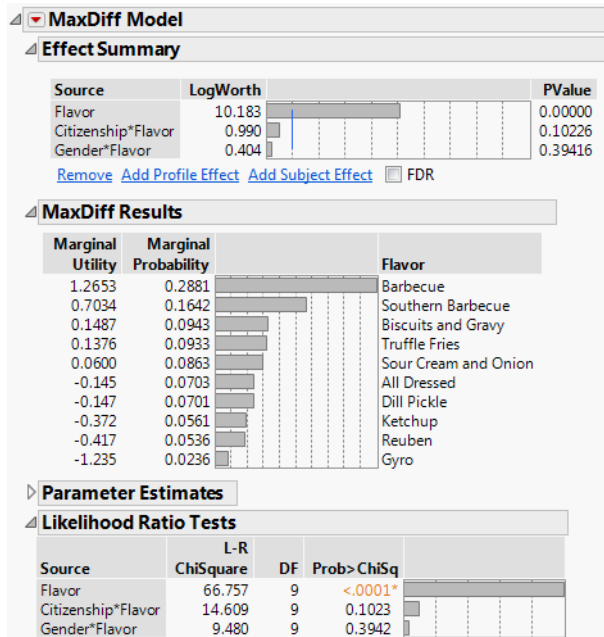 MaxDiff Model
Effect Summary
Source LogWorth PValue
Flavor 10.183 0.00000
Citizenship*Flavor 0.990 0.10226
Gender*Flavor 0.404 0.39416
Remove Add Profile Effect Add Subject Effect FDR
MaxDiff Results
Marginal Marginal
Utility Probability Flavor
1.2653 0.2881 Barbecue
0.7034 0.1642 Southern Barbecue
0.1487 0.0943 Biscuits and Gravy
0.1376 0.0933 Truffle Fries
0.0600 0.0863 Sour Cream and Onion
-0.145 0.0703 All Dressed
-0.147 0.0701 Dill Pickle
-0.372 0.0561 Ketchup
-0.417 0.0536 Reuben
-1.235 0.0236 Gyro
Parameter Estimates
Likelihood Ratio Tests
L-R
Source ChiSquare DF Prob>ChiSq
Flavor 66.757 9 <.0001*
Citizenship*Flavor 14.609 9 0.1023
Gender*Flavor 9.480 9 0.3942